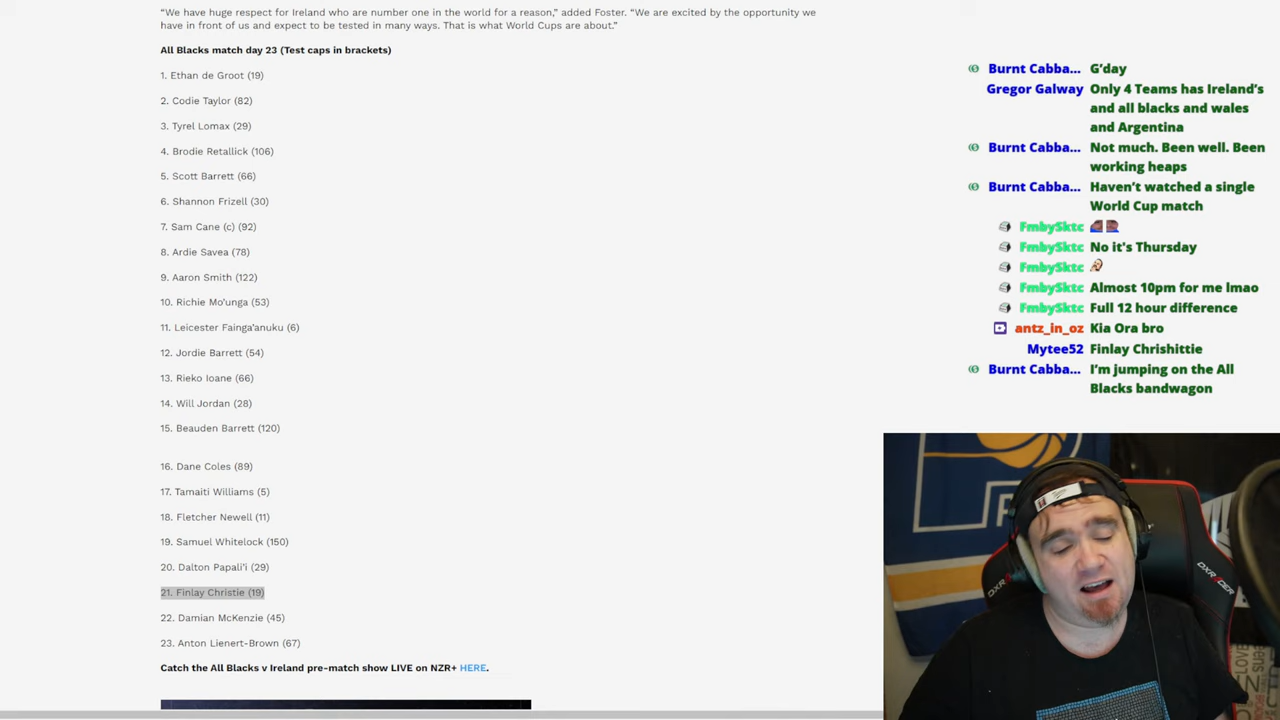 “We have huge respect for Ireland who are number one in the world for a reason,” added Foster. “We are excited by the opportunity we
have in front of us and expect to be tested in many ways. That is what World Cups are about.”
All Blacks match day 23 (Test caps in brackets)
1. Ethan de Groot (19)
2. Codie Taylor (82)
3. Tyrel Lomax (29)
4. Brodie Retallick (106)
5. Scott Barrett (66)
6. Shannon Frizell (30)
7. Sam Cane (c) (92)
8. Ardie Savea (78)
9. Aaron Smith (122)
10. Richie Mo'unga (53)
11. Leicester Fainga'anuku (6)
12. Jordie Barrett (54)
13. Rieko Ioane (66)
14. Will Jordan (28)
15. Beauden Barrett (120)
16. Dane Coles (89)
17. Tamaiti Williams (5)
18. Fletcher Newell (11)
19. Samuel Whitelock (150)
20. Dalton Papali'i (29)
21. Finlay Christie (19)
22. Damian McKenzie (45)
23. Anton Lienert-Brown (67)
Catch the All Blacks v Ireland pre-match show LIVE on NZR+ HERE.
Burnt Cabba... G’day
Gregor Galway Only 4 Teams has Ireland’s
and all blacks and wales
and Argentina
Burnt Cabba... Not much. Been well. Been
working heaps
Burnt Cabba... Haven’t watched a single
World Cup match
FmbySktc
FmbySktc No it's Thursday
FmbySktc
FmbySktc Almost 10pm for me lmao
FmbySktc Full 12 hour difference
antz_in_oz Kia Ora bro
Mytee52 Finlay Chrishittie
Burnt Cabba... I’m jumping on the All
Blacks bandwagon